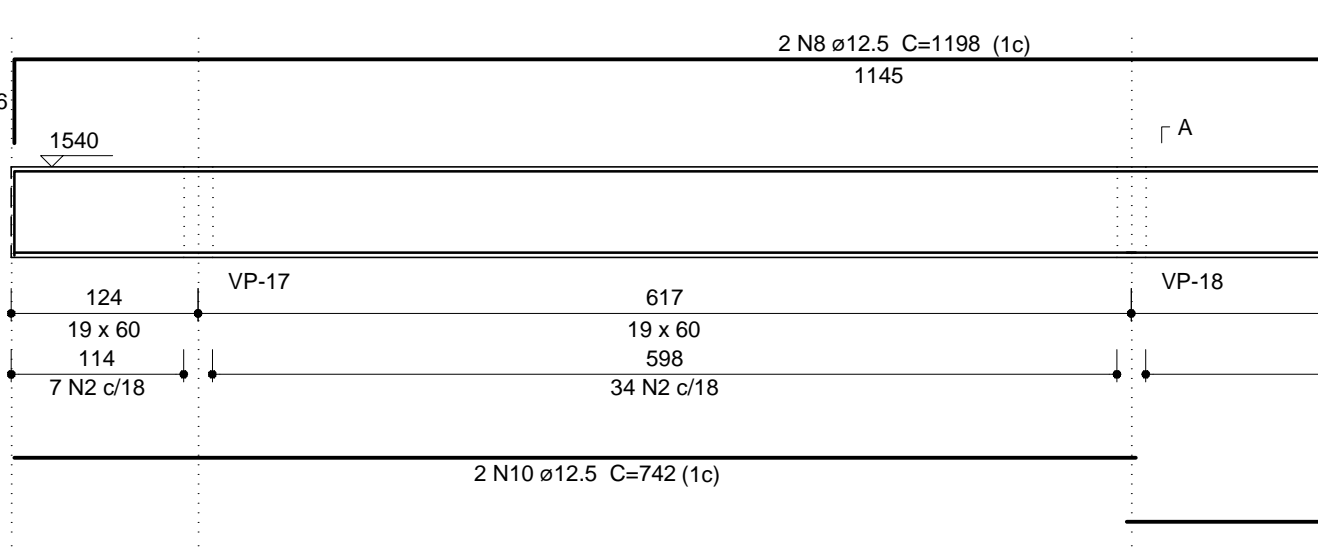 2 N8 ø12.5 C=1198 (1c)
1145
6
A
1540
VP-17
VP-18
124
617
19 x 60
19 x 60
114
598
7 N2 c/18
34 N2 c/18
2 N10 ø12.5 C=742 (1c)